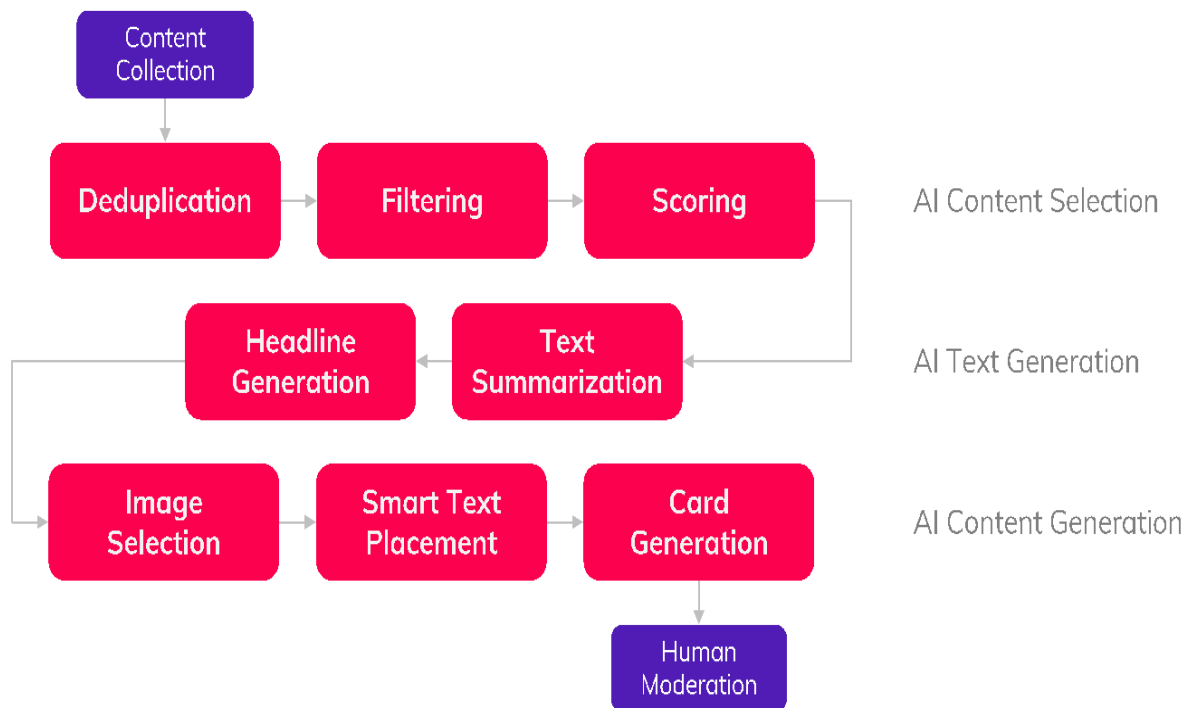 Content
Collection
Deduplication
Filtering
Scoring
AI Content Selection
Headline
Generation
Text
Summarization
AI Text Generation
Image
Selection
Smart Text
Placement
Card
Generation
AI Content Generation
Human
Moderation